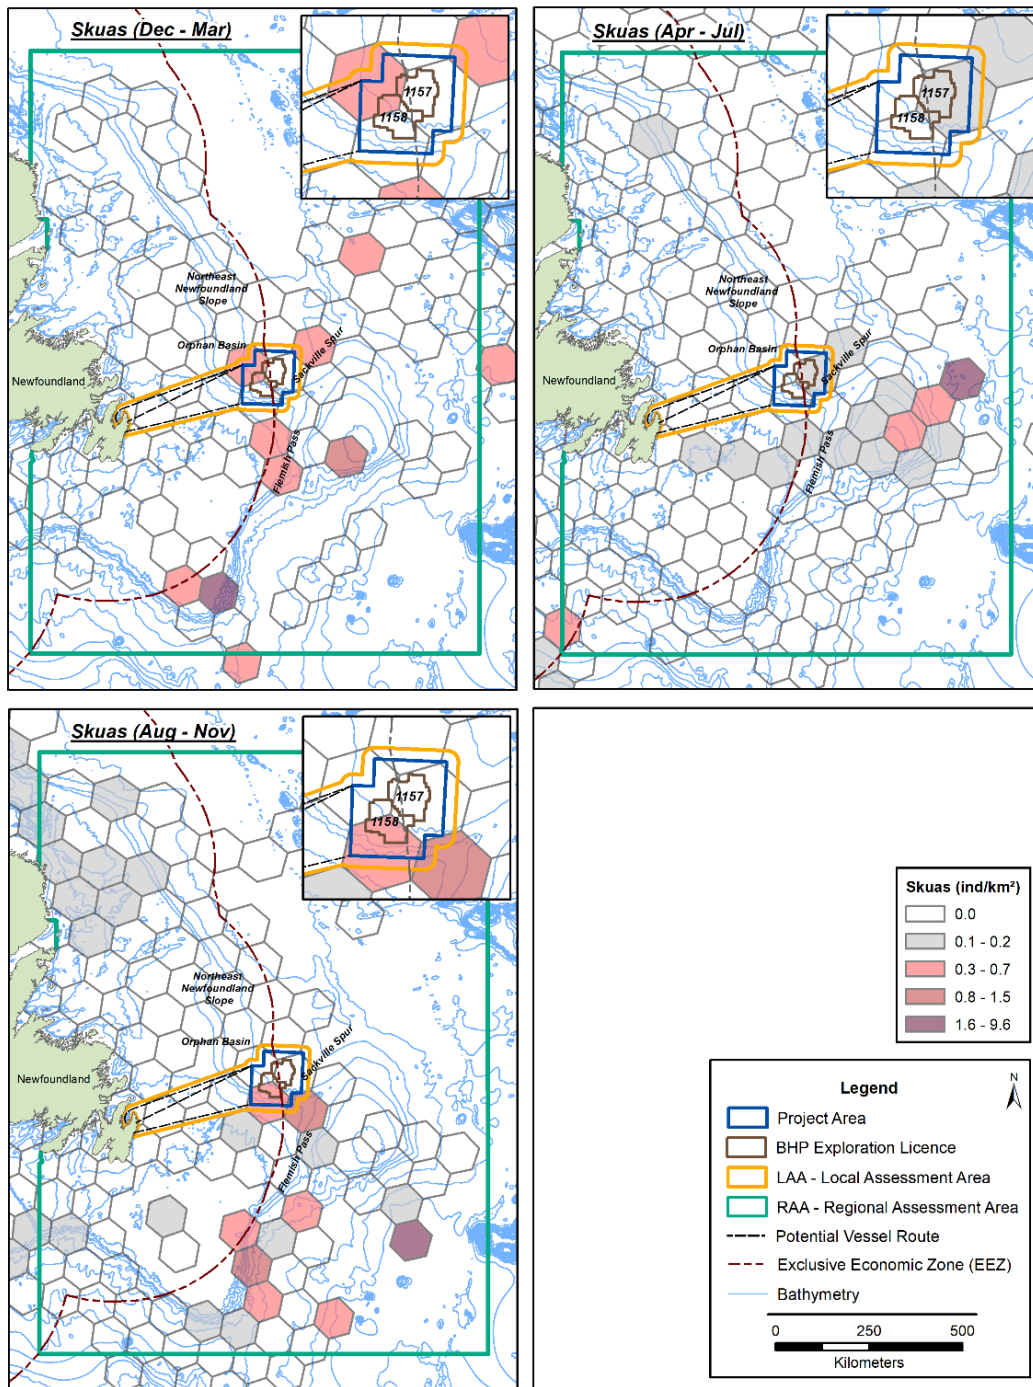 Skuas (Dec - Mar)
1157
1158
Northeast
Newfoundland
Slope
Orphan Basin
Sackville Spur
Newfoundland
Flemish Pass
Skuas (Apr - Jul)
1157
1158
Northeast
Newfoundland
Slope
Orphan Basin
Sackville Spur
Newfoundland
Flemish Pass
Skuas (Aug - Nov)
1157
1158
Northeast
Newfoundland
Slope
Orphan Basin
Sackville Spur
Newfoundland
Flemish Pass
Skuas (ind/km²)
0.0
0.1 - 0.2
0.3 - 0.7
0.8 - 1.5
1.6 - 9.6
Legend
N
Project Area
BHP Exploration Licence
LAA - Local Assessment Area
RAA - Regional Assessment Area
Potential Vessel Route
Exclusive Economic Zone (EEZ)
Bathymetry
0 250 500
Kilometers